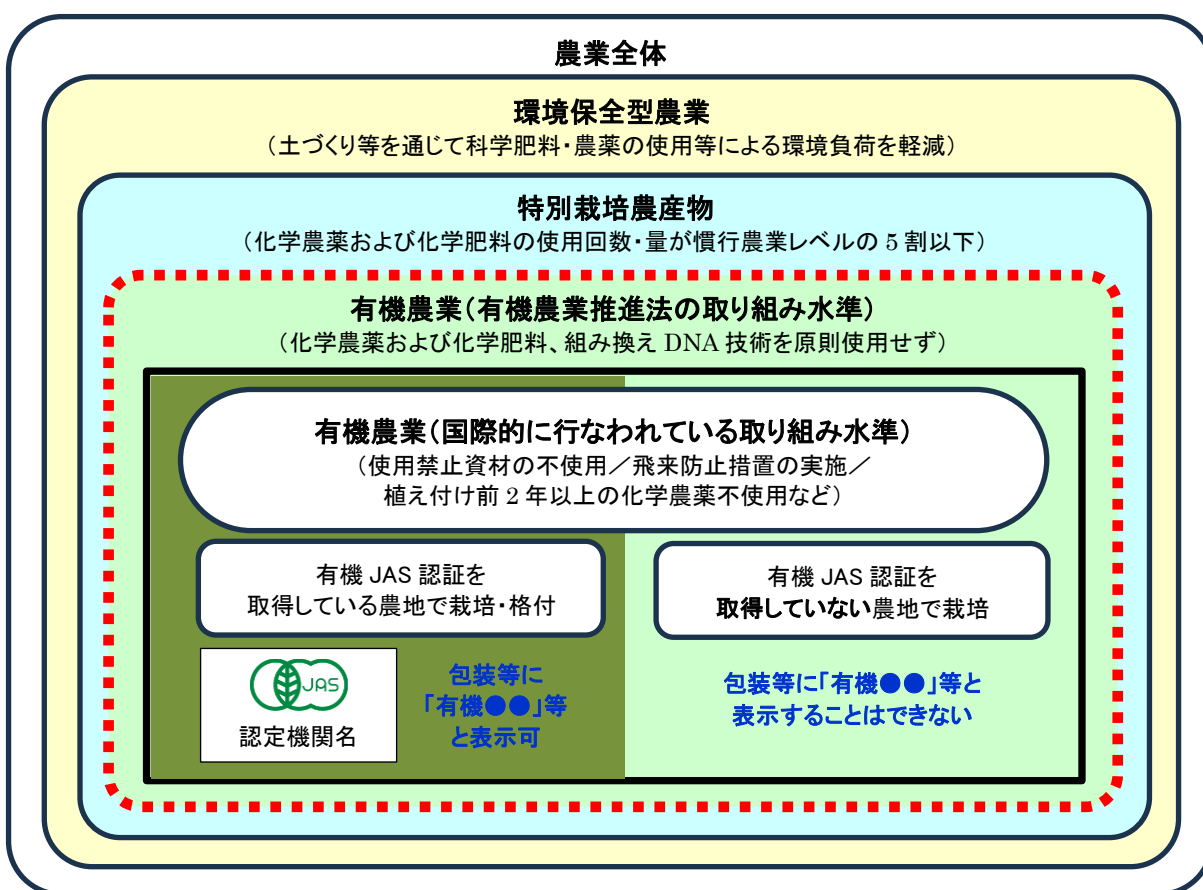 農業全体
環境保全型農業
（土づくり等を通じて科学肥料・農薬の使用等による環境負荷を軽減）
特別栽培農産物
（化学農薬および化学肥料の使用回数・量が慣行農業レベルの 5 割以下）
有機農業（有機農業推進法の取り組み水準）
（化学農薬および化学肥料、組み換え DNA 技術を原則使用せず）
有機農業（国際的に行なわれている取り組み水準）
（使用禁止資材の不使用／飛来防止措置の実施／
植え付け前 2 年以上の化学農薬不使用など）
有機 JAS 認証を
取得している農地で栽培・格付
有機 JAS 認証を
取得していない農地で栽培
JAS
認定機関名
包装等に
「有機●●」等
と表示可
包装等に「有機●●」等と
表示することはできない